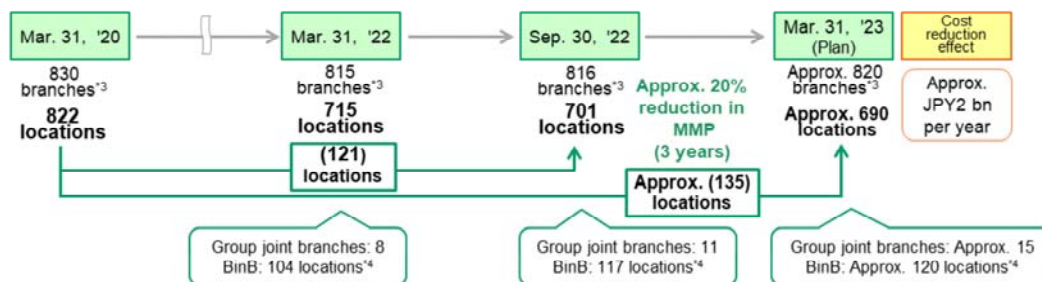 Mar. 31, '20
Mar. 31, '22
Sep. 30, '22
Mar. 31, '23
(Plan)
Cost
reduction
effect
830
branches*3
822
locations
815
branches*3
715
locations
816
branches*3
701
locations
Approx. 20%
reduction in
MMP
(3 years)
Approx. 820
branches*3
Approx. 690
locations
Approx.
JPY2 bn
per year
(121)
locations
Approx. (135)
locations
Group joint branches: 8
BinB: 104 locations*4
Group joint branches: 11
BinB: 117 locations*4
Group joint branches: Approx. 15
BinB: Approx. 120 locations*4